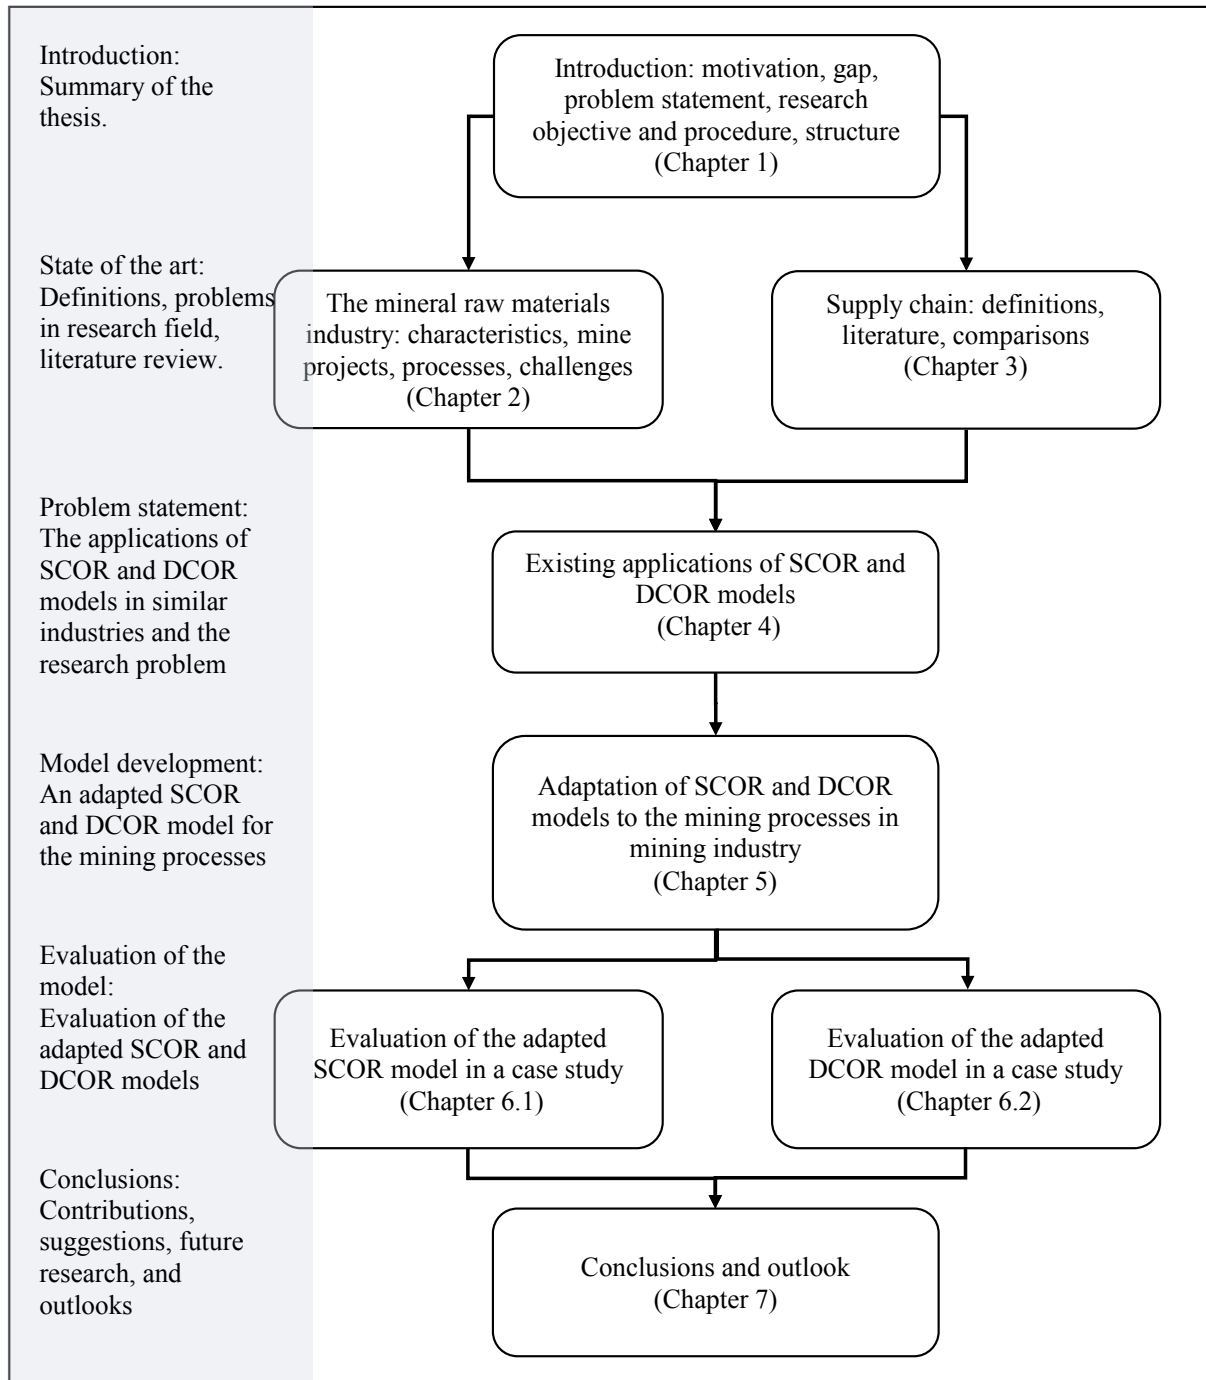 Introduction:
Summary of the
thesis.
Introduction: motivation, gap,
problem statement, research
objective and procedure, structure
(Chapter 1)
State of the art:
Definitions, problems
in research field,
literature review.
The mineral raw materials
industry: characteristics, mine
projects, processes, challenges
(Chapter 2)
Supply chain: definitions,
literature, comparisons
(Chapter 3)
Problem statement:
The applications of
SCOR and DCOR
models in similar
industries and the
research problem
Existing applications of SCOR and
DCOR models
(Chapter 4)
Model development:
An adapted SCOR
and DCOR model for
the mining processes
Adaptation of SCOR and DCOR
models to the mining processes in
mining industry
(Chapter 5)
Evaluation of the
model:
Evaluation of the
adapted SCOR and
DCOR models
Evaluation of the adapted
SCOR model in a case study
(Chapter 6.1)
Evaluation of the adapted
DCOR model in a case study
(Chapter 6.2)
Conclusions:
Contributions,
suggestions, future
research, and
outlooks
Conclusions and outlook
(Chapter 7)